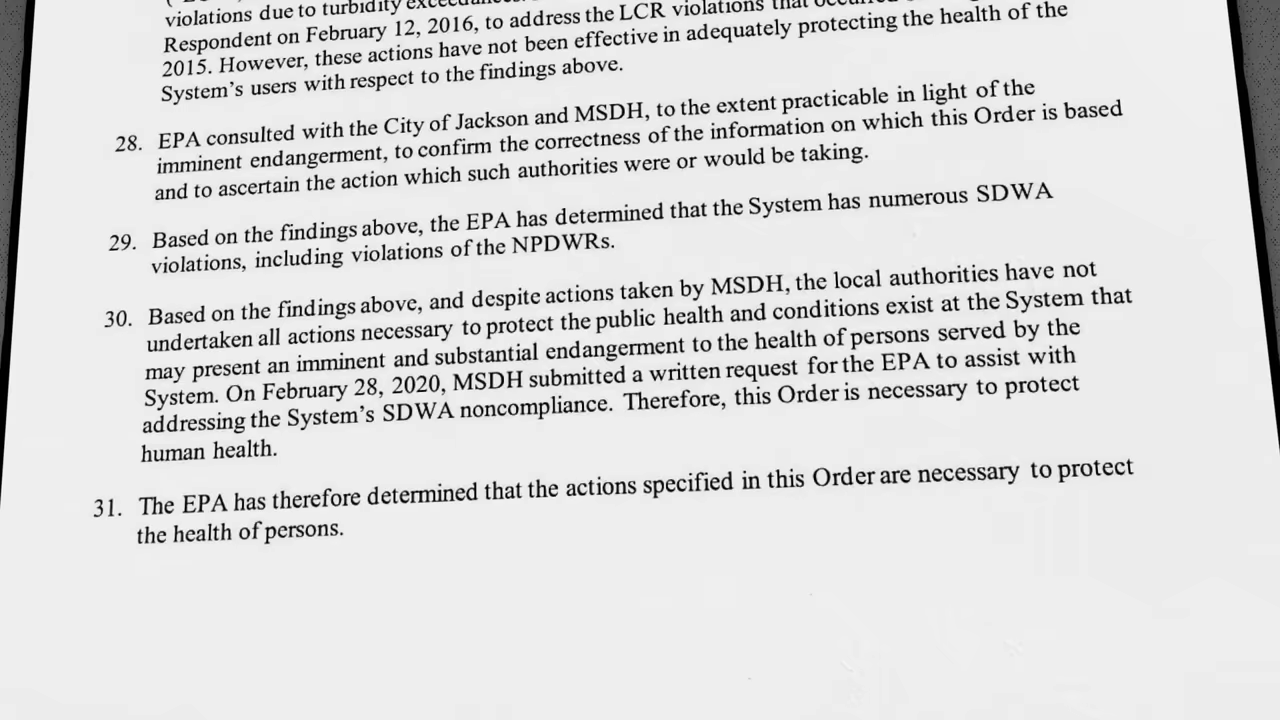 violations due to turbidity
Respondent on February 12, 2016, to address the LCR violations that
2015. However, these actions have not been effective in adequately protecting the health of the
System's users with respect to the findings above.
28. EPA consulted with the City of Jackson and MSDH, to the extent practicable in light of the
imminent endangerment, to confirm the correctness of the information on which this Order is based
and to ascertain the action which such authorities were or would be taking.
29. Based on the findings above, the EPA has determined that the System has numerous SDWA
violations, including violations of the NPDWRs.
30. Based on the findings above, and despite actions taken by MSDH, the local authorities have not
undertaken all actions necessary to protect the public health and conditions exist at the System that
may present an imminent and substantial endangerment to the health of persons served by the
System. On February 28, 2020, MSDH submitted a written request for the EPA to assist with
addressing the System's SDWA noncompliance. Therefore, this Order is necessary to protect
human health.
31. The EPA has therefore determined that the actions specified in this Order are necessary to protect
the health of persons.